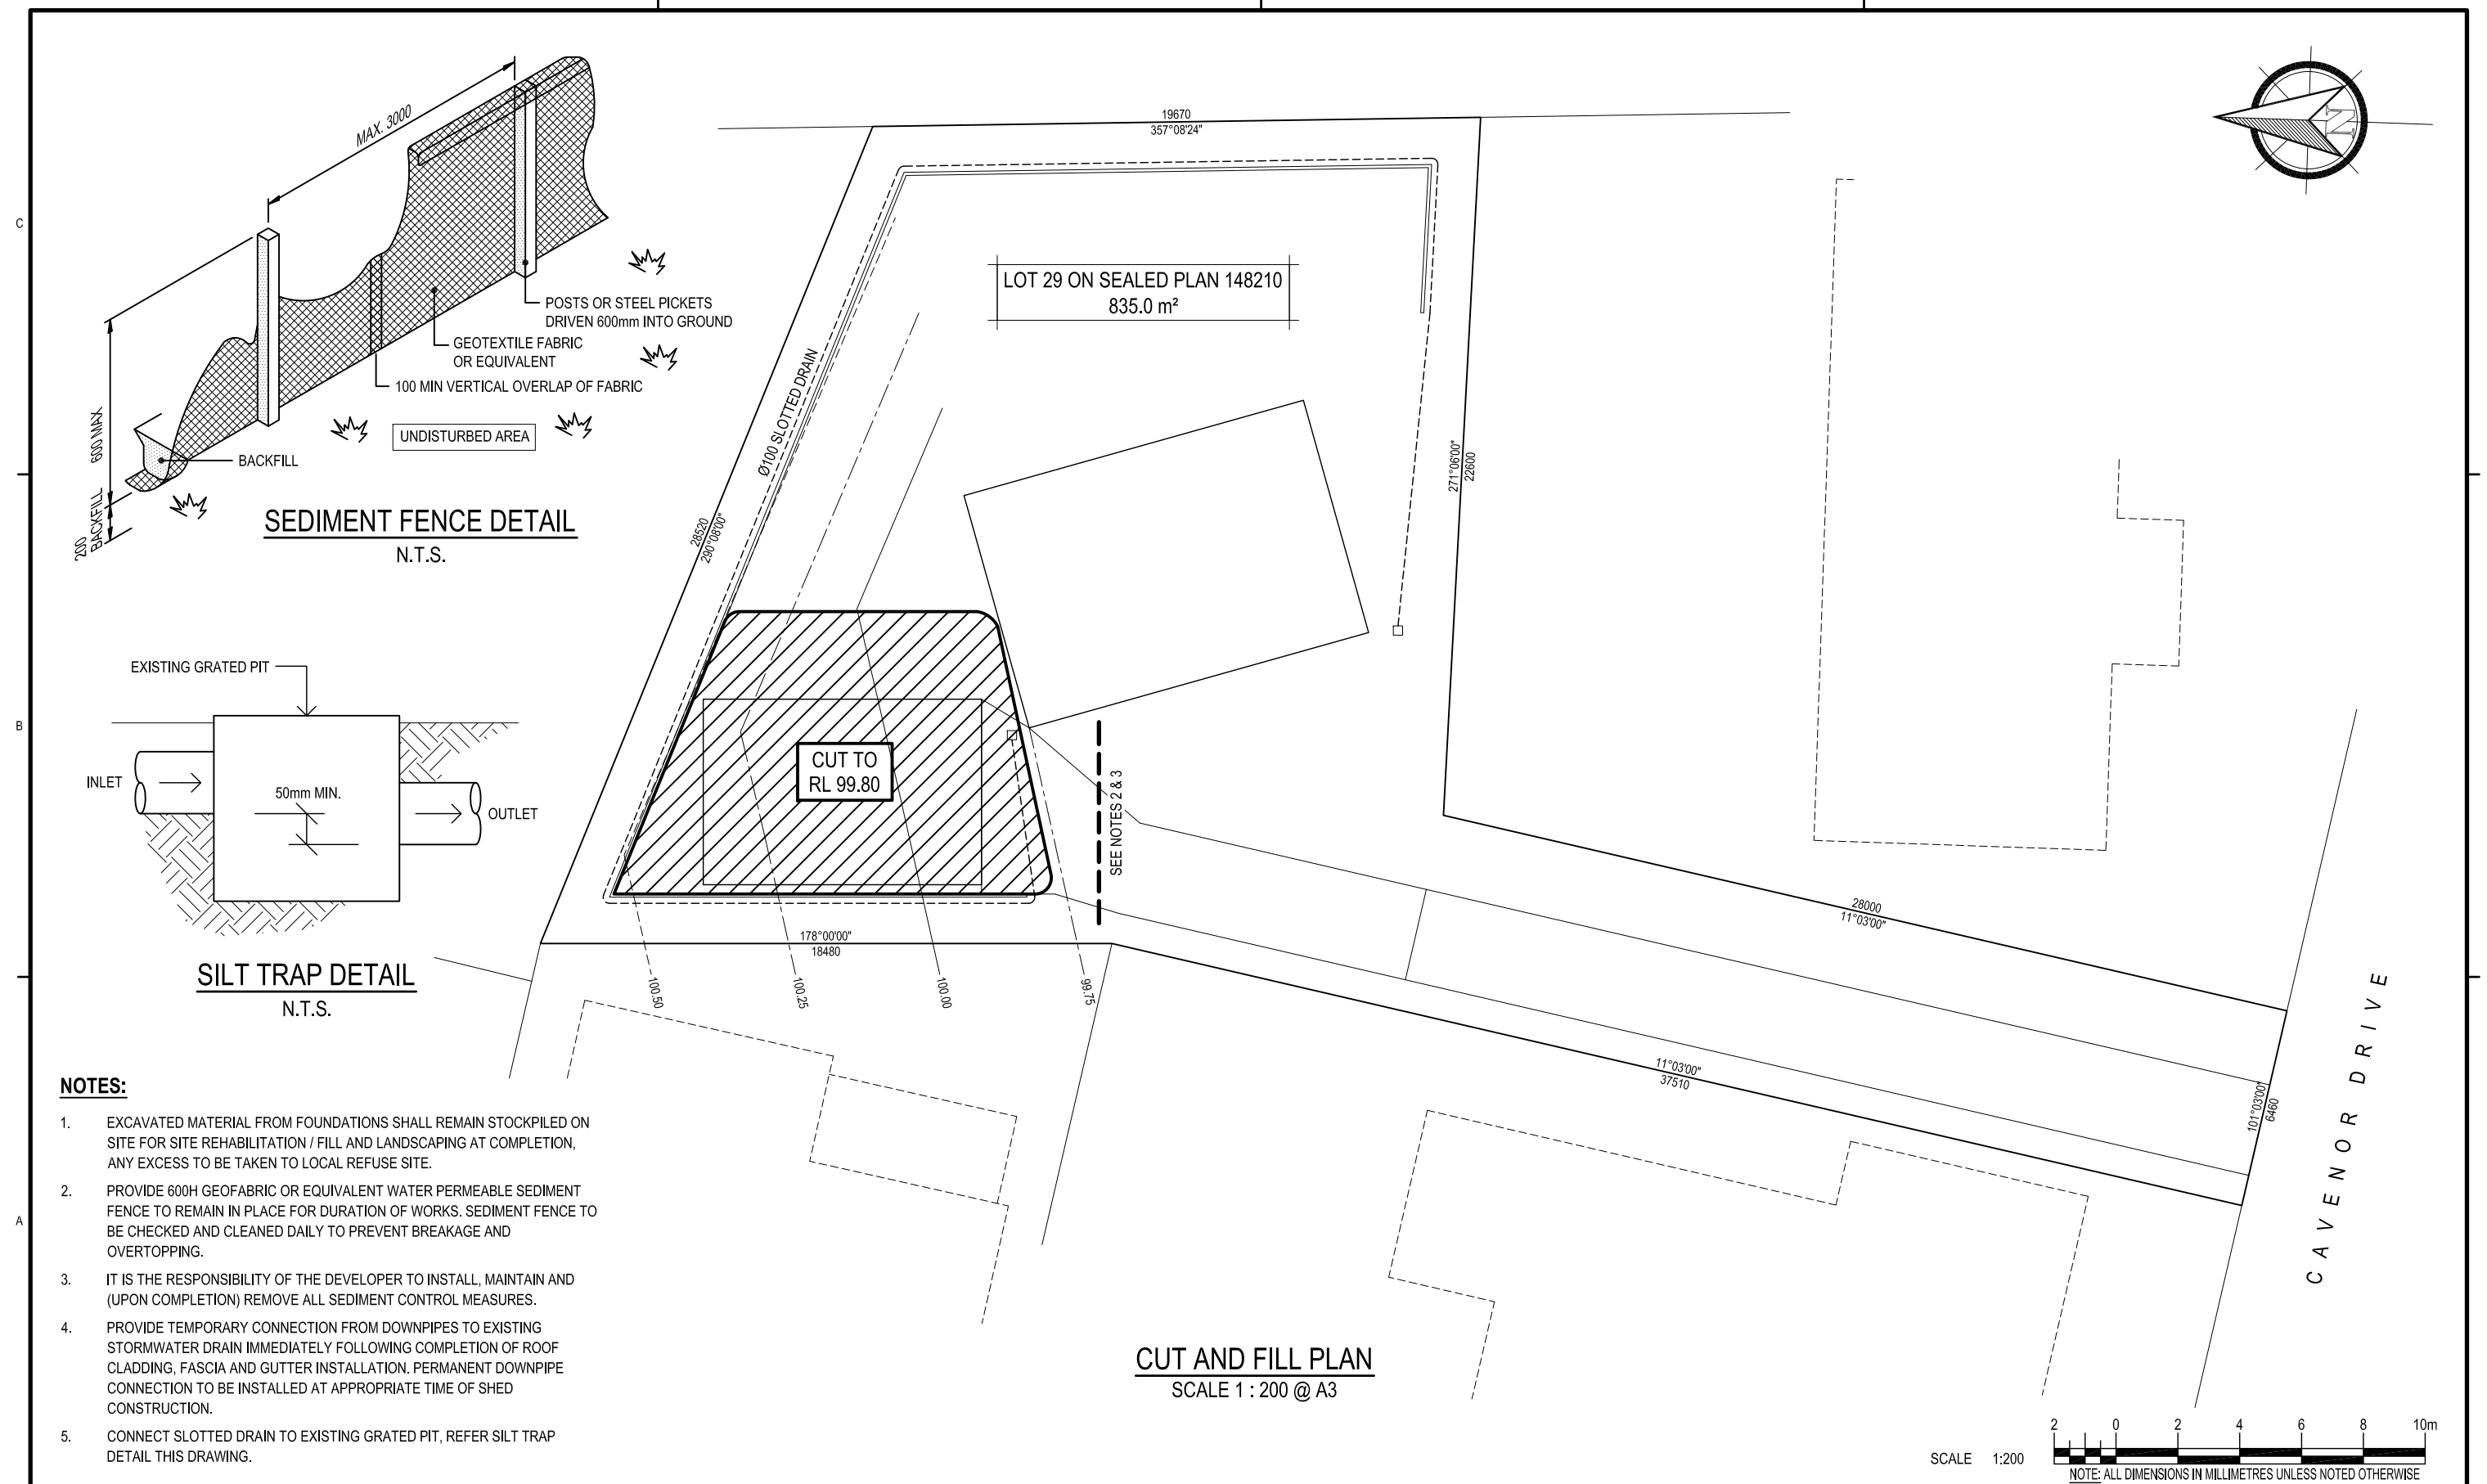 C
B
A
MAX. 3000
POSTS OR STEEL PICKETS
DRIVEN 600mm INTO GROUND
GEOTEXTILE FABRIC
OR EQUIVALENT
100 MIN VERTICAL OVERLAP OF FABRIC
UNDISTURBED AREA
BACKFILL
600 MAX
200
BACKFILL
SEDIMENT FENCE DETAIL
N.T.S.
EXISTING GRATED PIT
INLET
50mm MIN.
OUTLET
SILT TRAP DETAIL
N.T.S.
19670
357°08'24"
N
LOT 29 ON SEALED PLAN 148210
835.0 m²
Ø100 SLOTTED DRAIN
28520
290°08'00"
271°06'00"
22600
CUT TO
RL 99.80
SEE NOTES 2 & 3
178°00'00"
18480
100.50
100.25
100.00
99.75
28000
11°03'00"
11°03'00"
37510
101°03'00"
6460
CAVENOR DRIVE
NOTES:
1. EXCAVATED MATERIAL FROM FOUNDATIONS SHALL REMAIN STOCKPILED ON
SITE FOR SITE REHABILITATION / FILL AND LANDSCAPING AT COMPLETION,
ANY EXCESS TO BE TAKEN TO LOCAL REFUSE SITE.
2. PROVIDE 600H GEOFABRIC OR EQUIVALENT WATER PERMEABLE SEDIMENT
FENCE TO REMAIN IN PLACE FOR DURATION OF WORKS. SEDIMENT FENCE TO
BE CHECKED AND CLEANED DAILY TO PREVENT BREAKAGE AND
OVERTOPPING.
3. IT IS THE RESPONSIBILITY OF THE DEVELOPER TO INSTALL, MAINTAIN AND
(UPON COMPLETION) REMOVE ALL SEDIMENT CONTROL MEASURES.
4. PROVIDE TEMPORARY CONNECTION FROM DOWNPIPES TO EXISTING
STORMWATER DRAIN IMMEDIATELY FOLLOWING COMPLETION OF ROOF
CLADDING, FASCIA AND GUTTER INSTALLATION. PERMANENT DOWNPIPE
CONNECTION TO BE INSTALLED AT APPROPRIATE TIME OF SHED
CONSTRUCTION.
5. CONNECT SLOTTED DRAIN TO EXISTING GRATED PIT, REFER SILT TRAP
DETAIL THIS DRAWING.
CUT AND FILL PLAN
SCALE 1 : 200 @ A3
2 0 2 4 6 8 10m
SCALE 1:200
NOTE: ALL DIMENSIONS IN MILLIMETRES UNLESS NOTED OTHERWISE